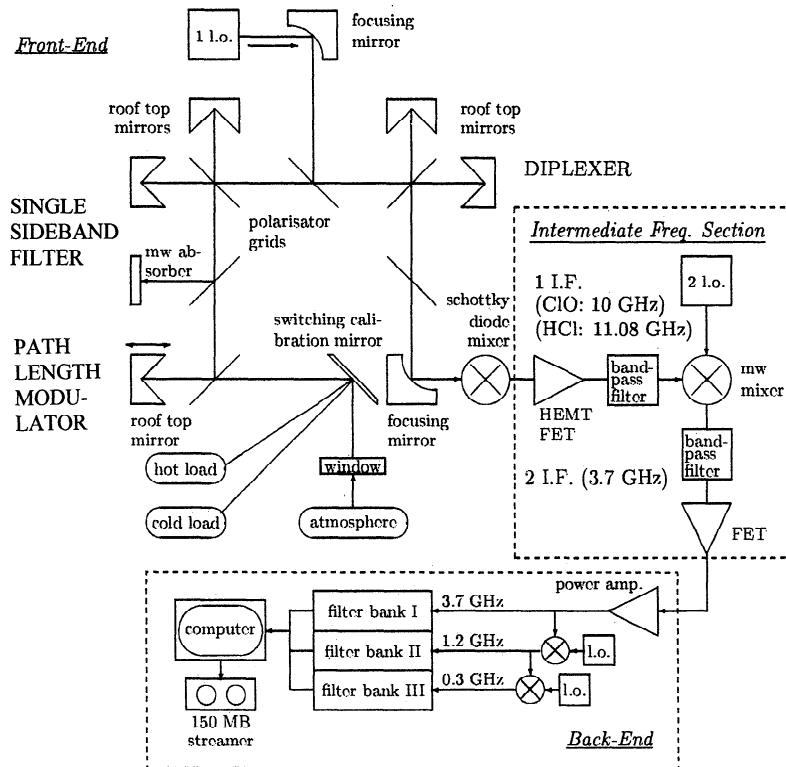 Front-End
1 l.o.
focusing
mirror
roof top
mirrors
roof top
mirrors
DIPLEXER
SINGLE
SIDEBAND
FILTER
polarisator
grids
mw ab-
sorber
Intermediate Freq. Section
1 I.F.
(ClO: 10 GHz)
(HCl: 11.08 GHz)
2 l.o.
schottky
diode
mixer
switching cali-
bration mirror
PATH
LENGTH
MODU-
LATOR
roof top
mirror
focusing
mirror
HEMT
FET
band-
pass
filter
mw
mixer
hot load
window
cold load
atmosphere
band-
pass
filter
2 I.F. (3.7 GHz)
FET
power amp.
computer
filter bank I
3.7 GHz
filter bank II
1.2 GHz
l.o.
filter bank III
0.3 GHz
l.o.
150 MB
streamer
Back-End